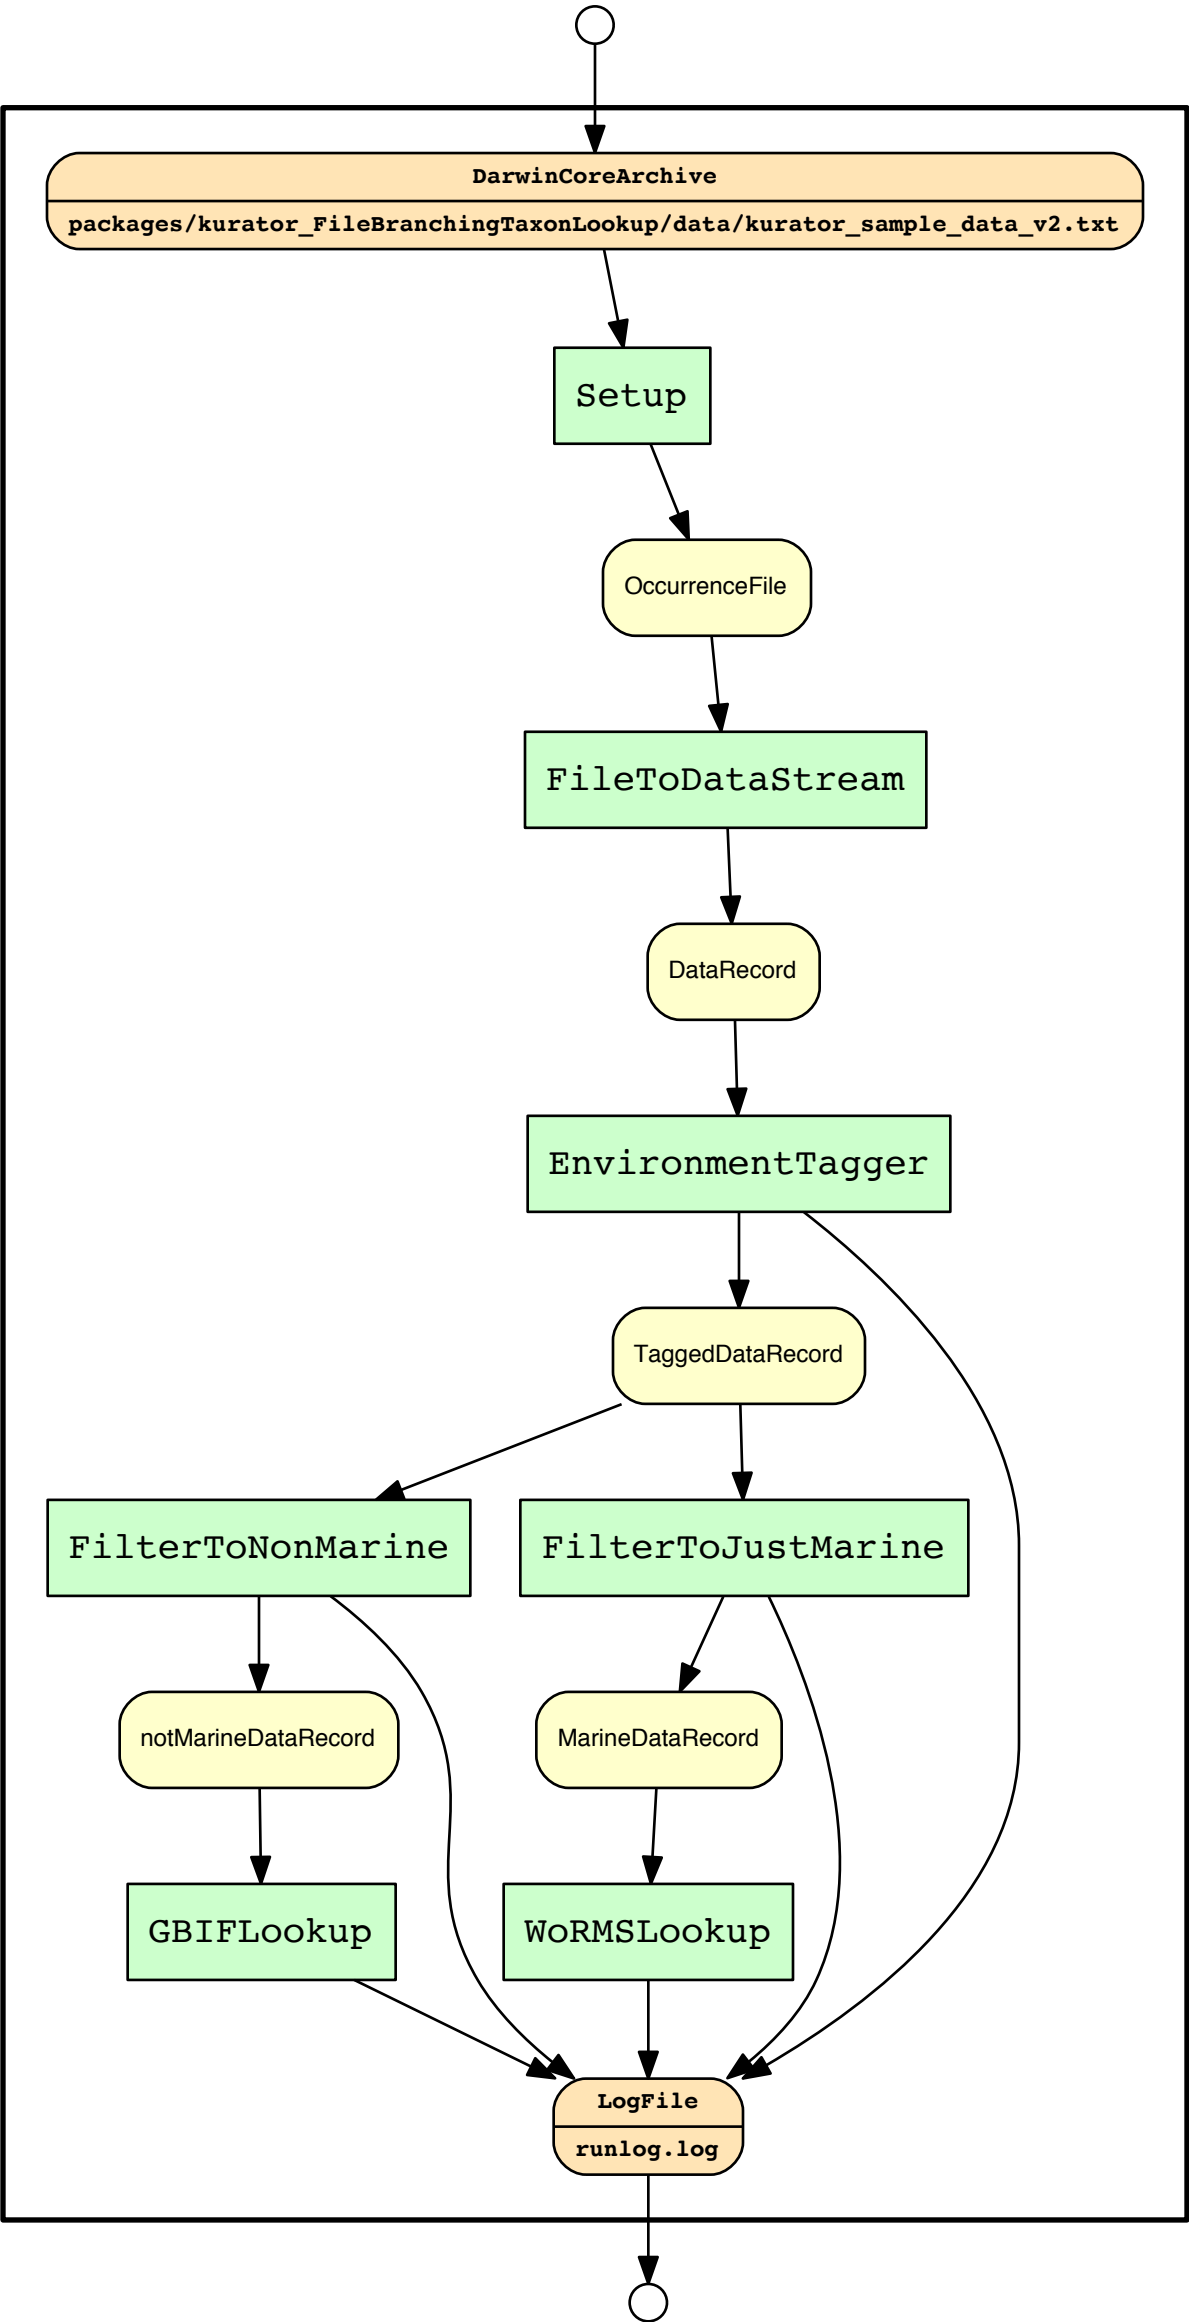 DarwinCoreArchive
packages/kurator_FileBranchingTaxonLookup/data/kurator_sample_data_v2.txt
Setup
OccurrenceFile
FileToDataStream
DataRecord
EnvironmentTagger
TaggedDataRecord
FilterToNonMarine
FilterToJustMarine
notMarineDataRecord
MarineDataRecord
GBIFLookup
WoRMSLookup
LogFile
runlog.log